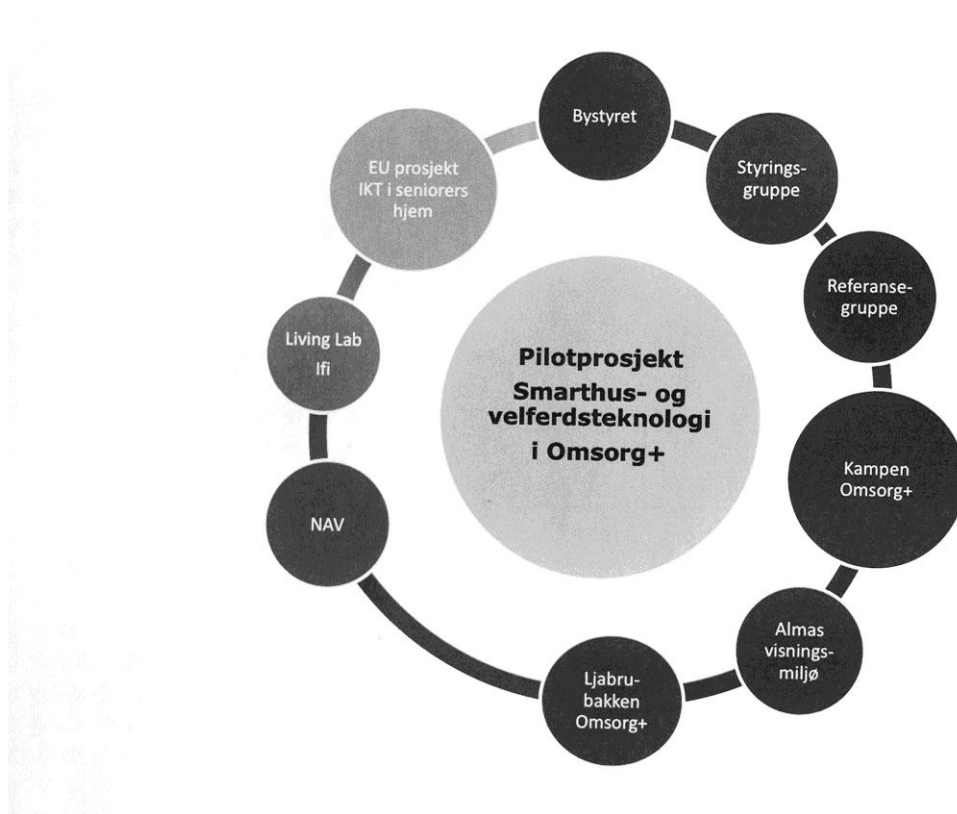 Bystyret
Styrings-
gruppe
Referanse-
gruppe
Kampen
Omsorg+
Almas
visnings-
miljø
Ljabru-
bakken
Omsorg+
NAV
Living Lab
Ifi
EU prosjekt
IKT i seniorers
hjem
Pilotprosjekt
Smarthus- og
velferdsteknologi
i Omsorg+